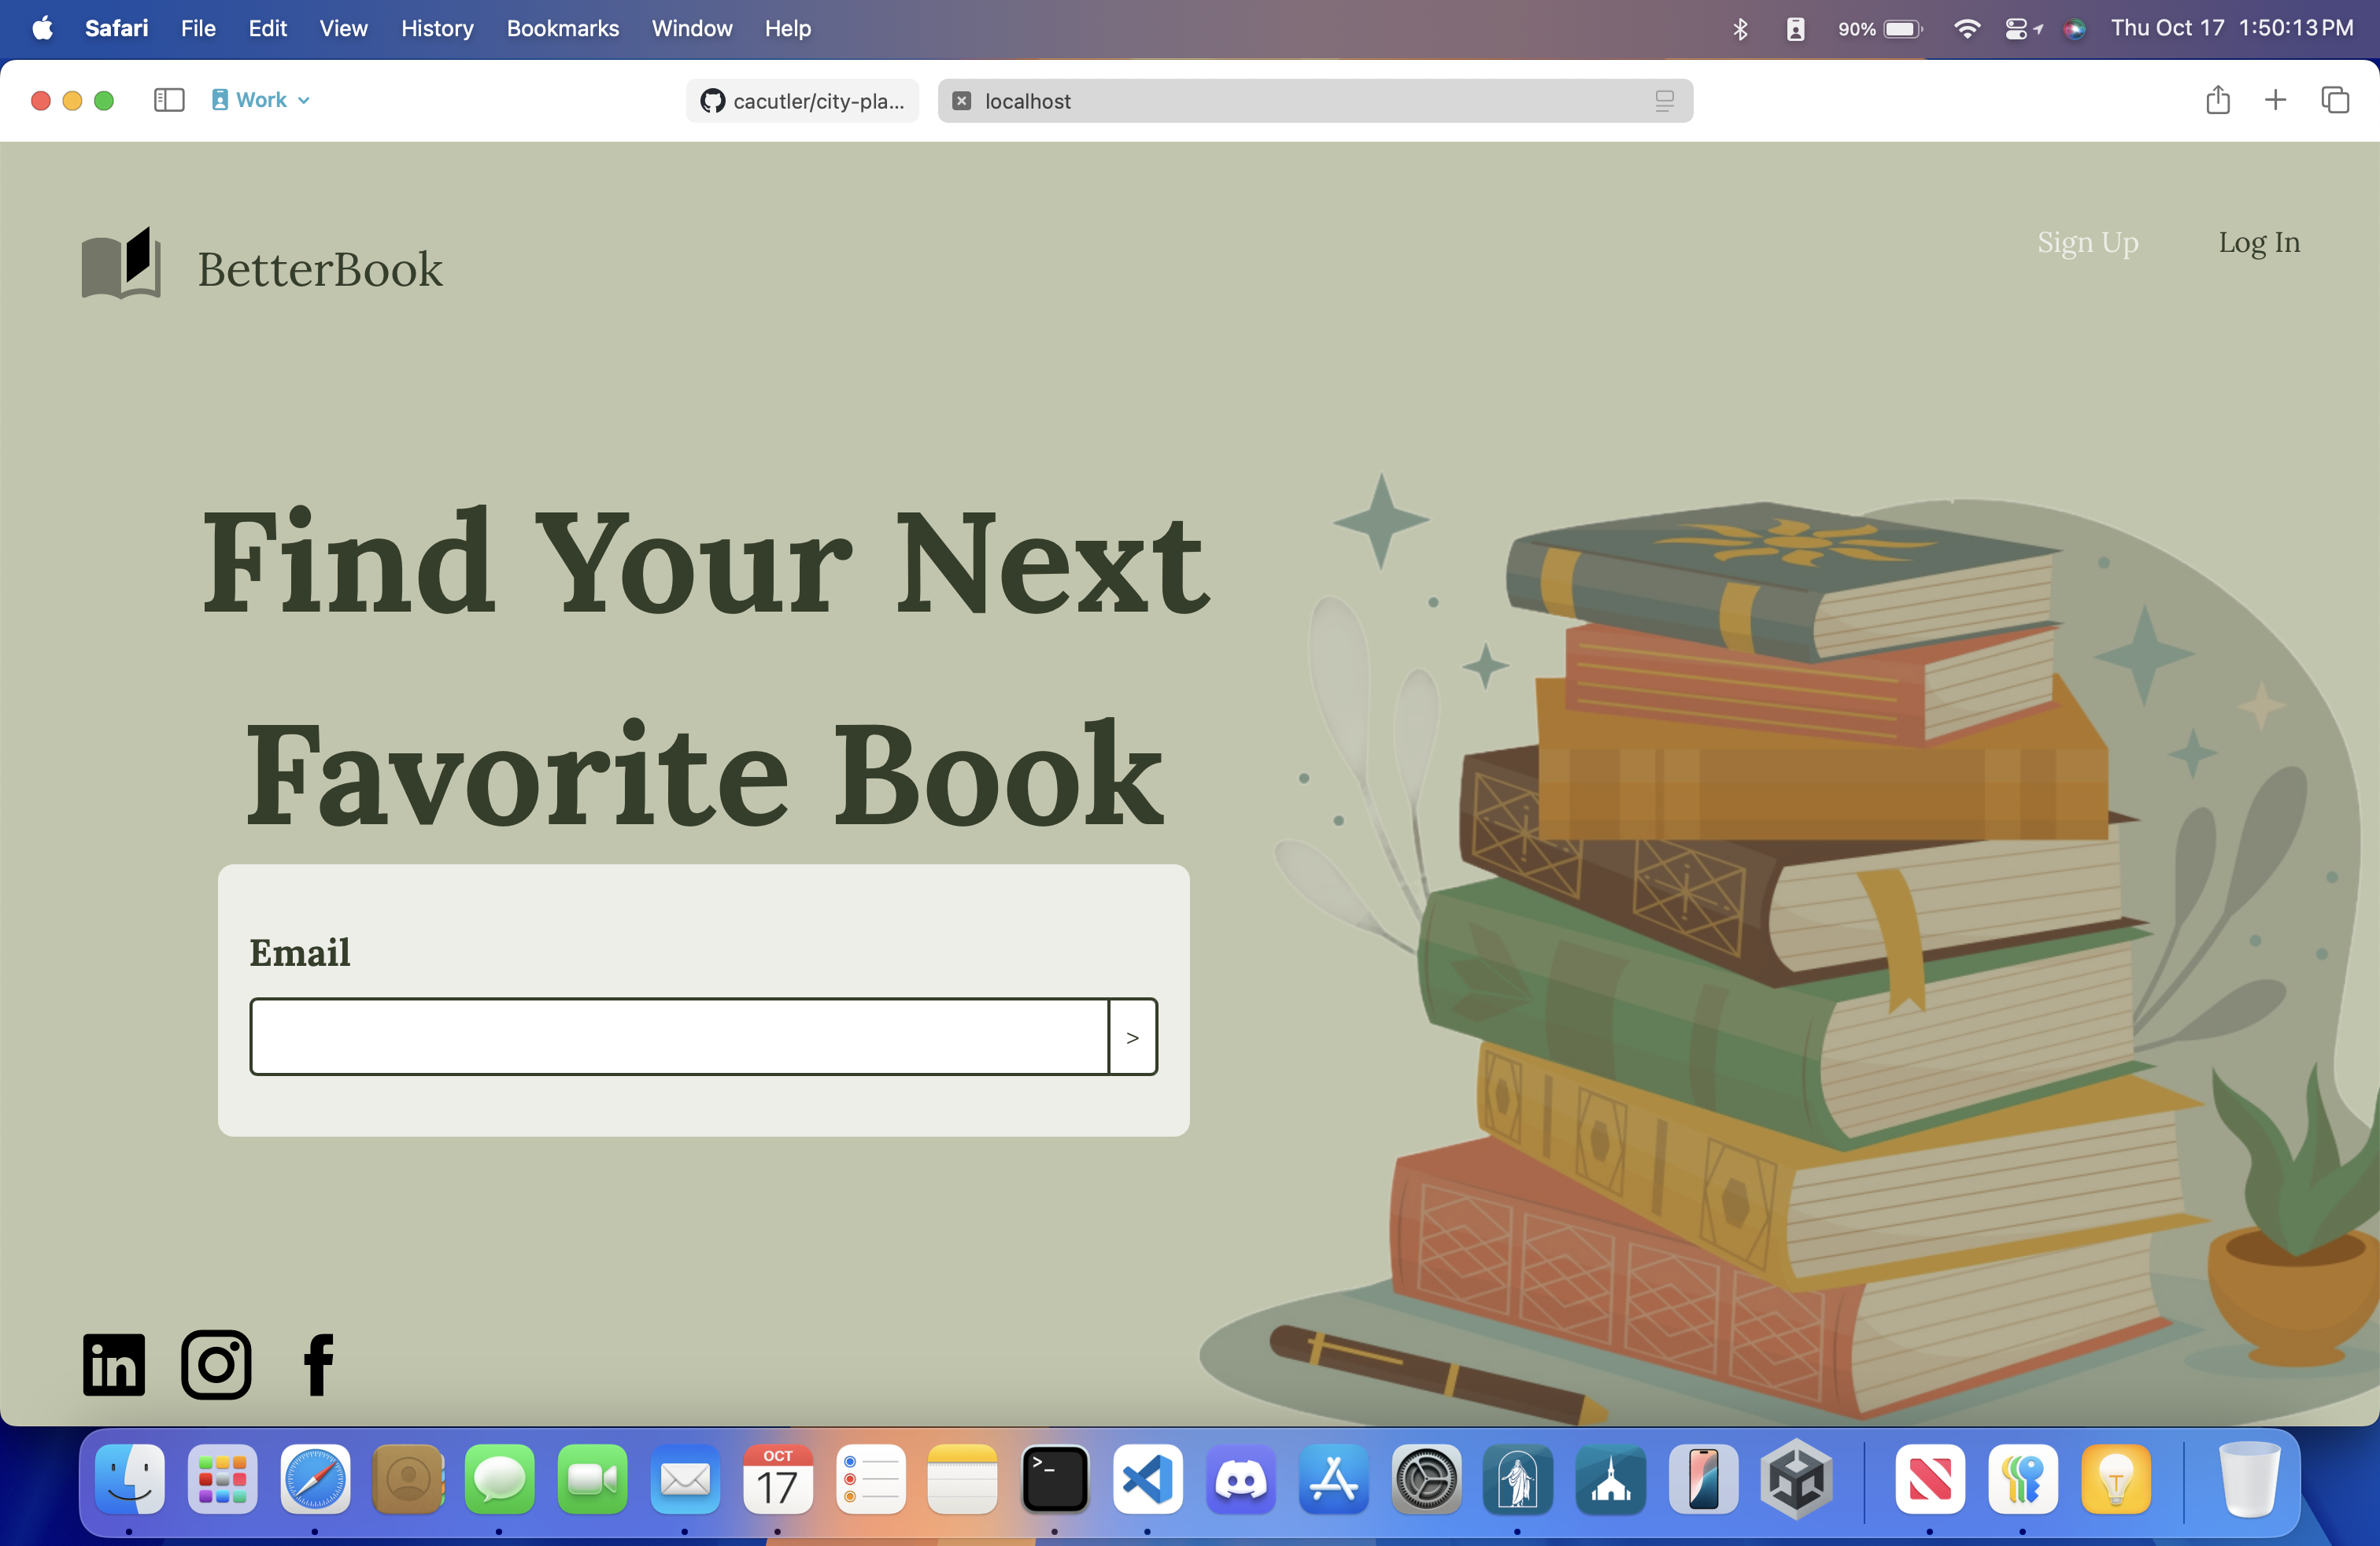 Safari File Edit View History Bookmarks Window Help 90% Thu Oct 17 1:50:13 PM
Work cacutler/city-pla... localhost
BetterBook Sign Up Log In
Find Your Next
Favorite Book
Email
>
in f
OCT
17
>_